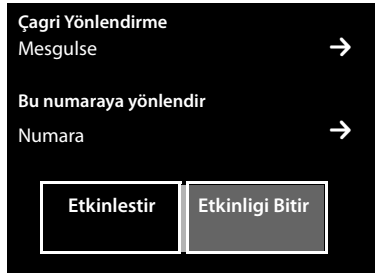 Çagri Yönlendirme
Mesgulse →
Bu numaraya yönlendir
Numara →
Etkinlestir Etkinligi Bitir